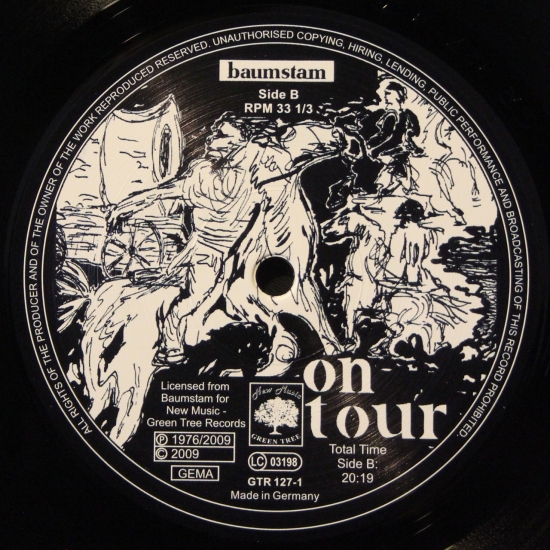 ALL RIGHTS OF THE PRODUCER AND OF THE OWNER OF THE WORK REPRODUCED RESERVED. UNAUTHORISED COPYING, HIRING, LENDING, PUBLIC PERFORMANCE AND BROADCASTING OF THIS RECORD PROHIBITED.
baumstam
Side B
RPM 33 1/3
on
tour
Licensed from
Baumstam for
New Music -
Green Tree Records
Ⓟ 1976/2009
© 2009
GEMA
New Music
GREEN TREE
LC 03198
GTR 127-1
Made in Germany
Total Time
Side B:
20:19